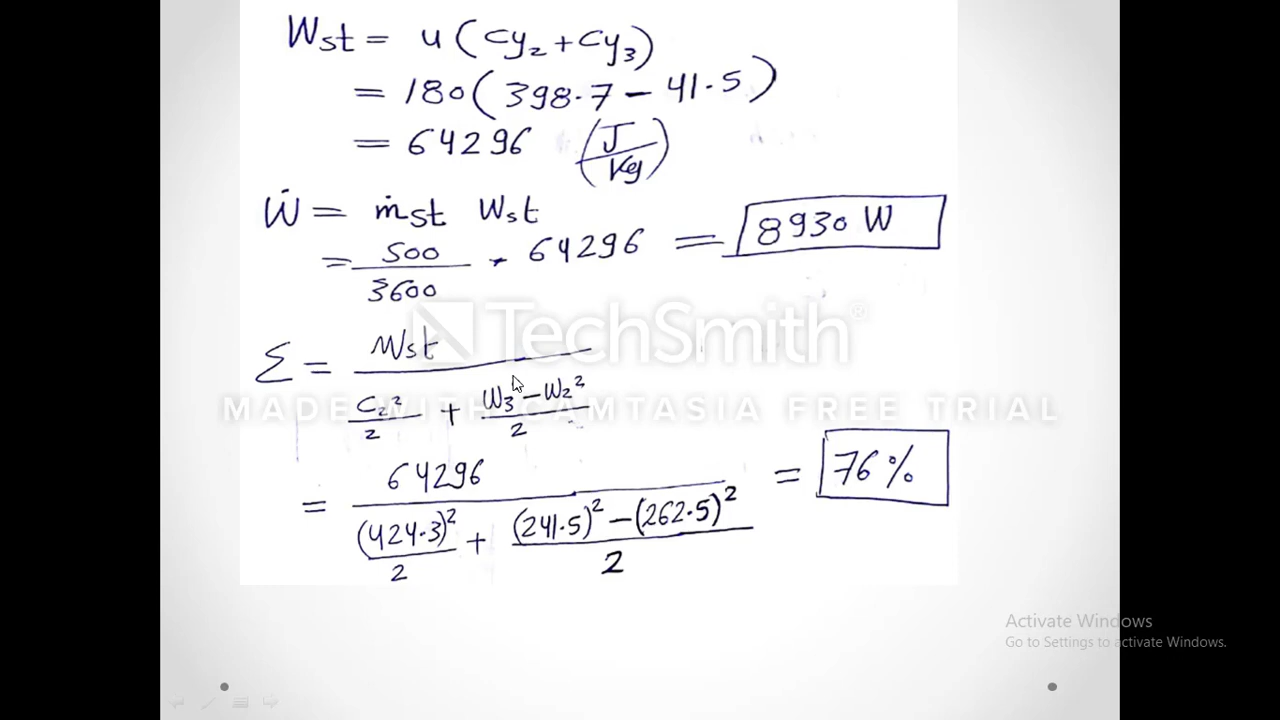 Wst = u ( Cy₂ + Cy₃ )
= 180 ( 398.7 - 41.5 )
= 64296 ( J / Kg )
Ẇ = ṁst Wst
= 500 / 3600 . 64296 = 8930 W
TechSmith®
Σ = Wst / ( C₂² / 2 + W₃² - W₂² / 2 )
MADE WITH CAMTASIA FREE TRIAL
= 64296 / ( (424.3)² / 2 + (241.5)² - (262.5)² / 2 ) = 76 %
Activate Windows
Go to Settings to activate Windows.